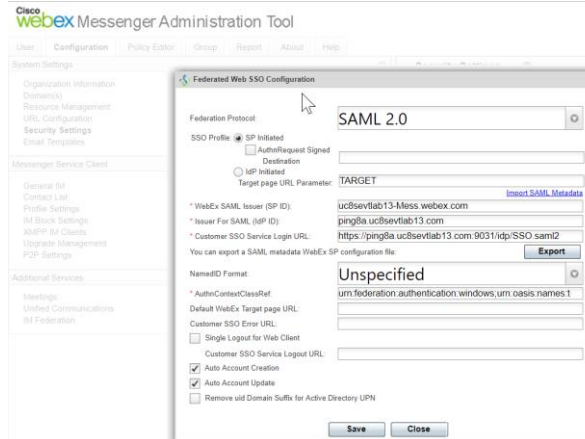 Cisco
webex Messenger Administration Tool
User Configuration Policy Editor Group Report About Help
System Settings
Organization Information
Domain(s)
Resource Management
URL Configuration
Security Settings
Email Templates
Messenger Service Client
General IM
Contact List
Profile Settings
IM Block Settings
XMPP IM Clients
Upgrade Management
P2P Settings
Additional Services
Meetings
Unified Communications
IM Federation
Federated Web SSO Configuration
Federation Protocol: SAML 2.0
SSO Profile: SP Initiated
AuthnRequest Signed
Destination
IdP Initiated
Target page URL Parameter: TARGET
Import SAML Metadata
* WebEx SAML Issuer (SP ID): uc8sevtlab13-Mess.webex.com
* Issuer For SAML (IdP ID): ping8a.uc8sevtlab13.com
* Customer SSO Service Login URL: https://ping8a.uc8sevtlab13.com:9031/idp/SSO.saml2
You can export a SAML metadata WebEx SP configuration file: Export
NamedID Format: Unspecified
* AuthnContextClassRef: urn:federation:authentication:windows;urn:oasis:names:t
Default WebEx Target page URL:
Customer SSO Error URL:
Single Logout for Web Client
Customer SSO Service Logout URL:
Auto Account Creation
Auto Account Update
Remove uid Domain Suffix for Active Directory UPN
Save Close